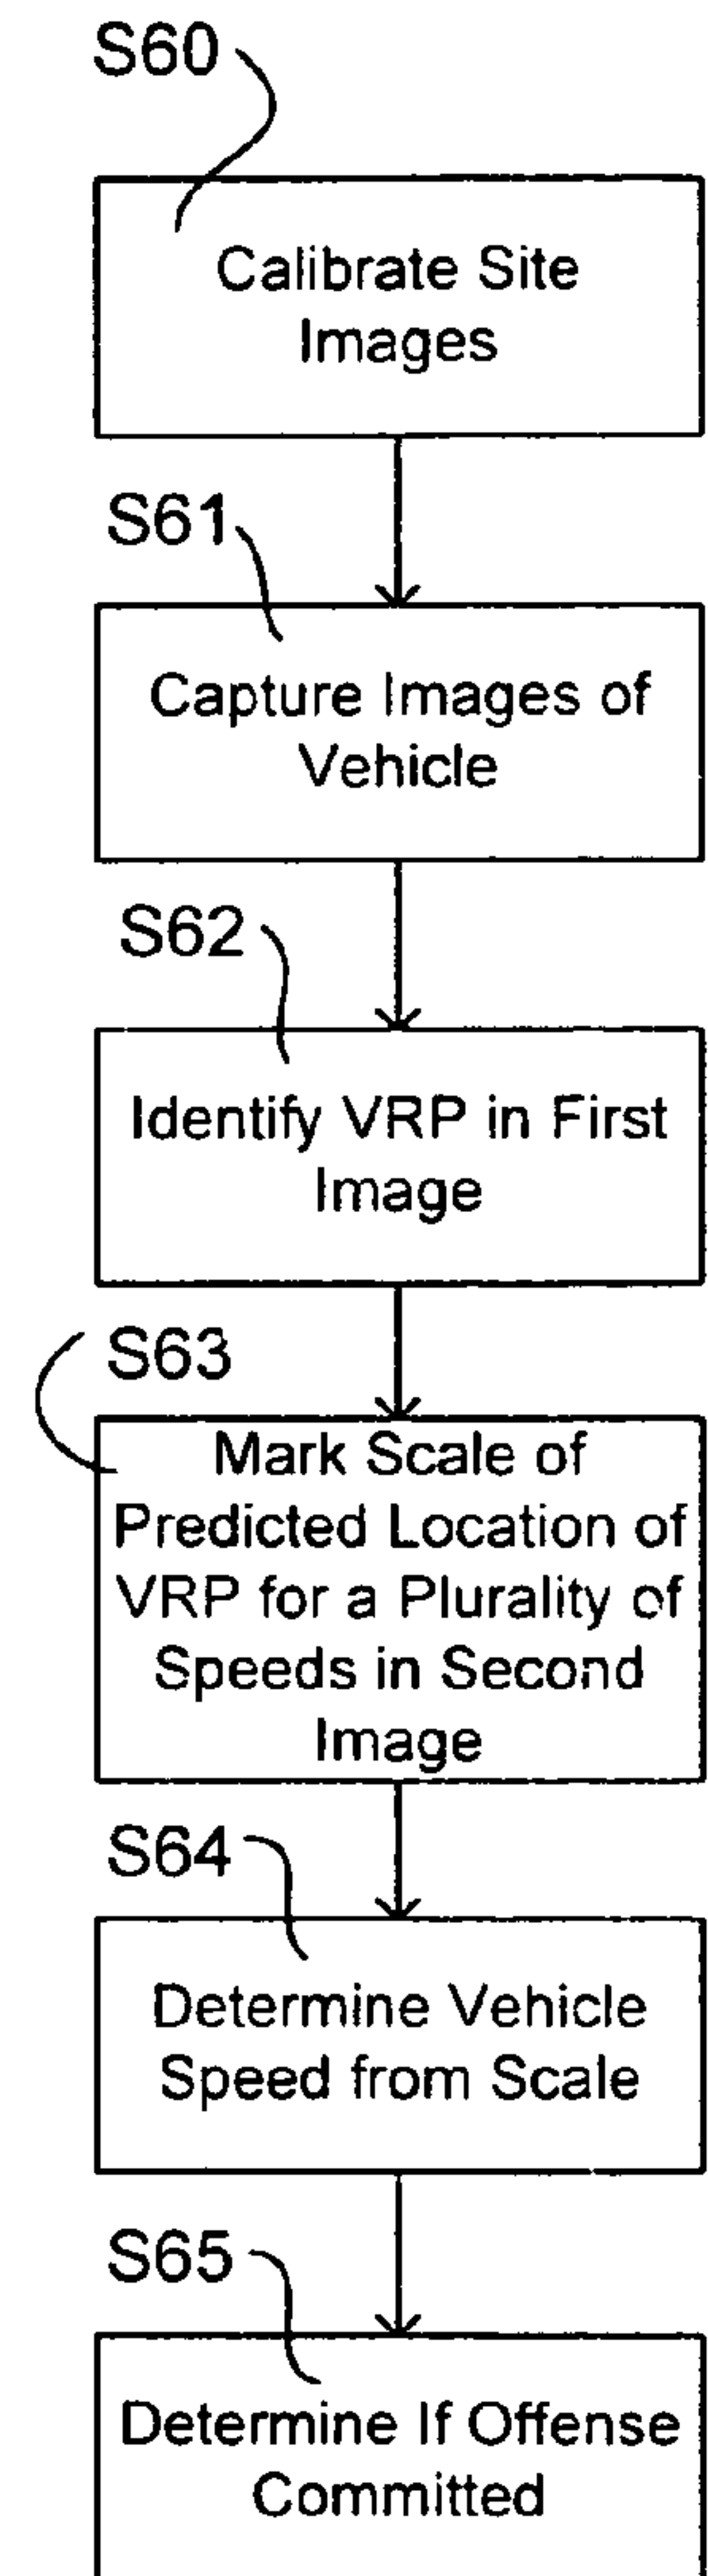 S60
Calibrate Site
Images
S61
Capture Images of
Vehicle
S62
Identify VRP in First
Image
S63
Mark Scale of
Predicted Location of
VRP for a Plurality of
Speeds in Second
Image
S64
Determine Vehicle
Speed from Scale
S65
Determine If Offense
Committed